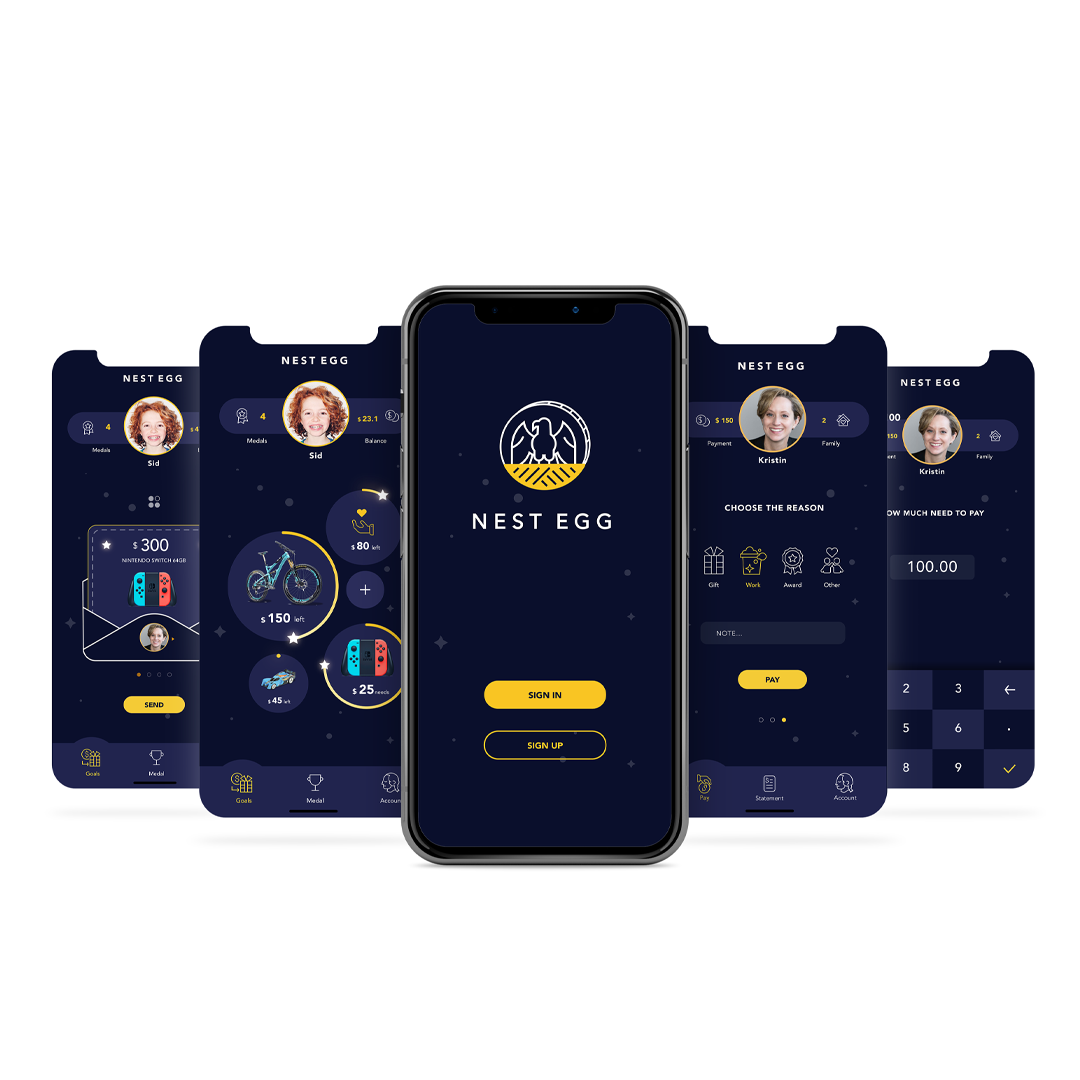 NEST EGG
4
$ 4
Medals
Sid
$ 300
NINTENDO SWITCH 64GB
SEND
Goals
Medal
NEST EGG
4
$ 23.1
Medals
Balance
Sid
$ 80 left
+
$ 150 left
$ 25 needs
$ 45 left
Goals
Medal
Accoun
NEST EGG
SIGN IN
SIGN UP
NEST EGG
$ 150
2
Payment
Family
Kristin
CHOOSE THE REASON
Gift
Work
Award
Other
NOTE...
PAY
Pay
Statement
Account
NEST EGG
00
150
2
ent
Family
Kristin
OW MUCH NEED TO PAY
100.00
2
3
5
6
.
8
9